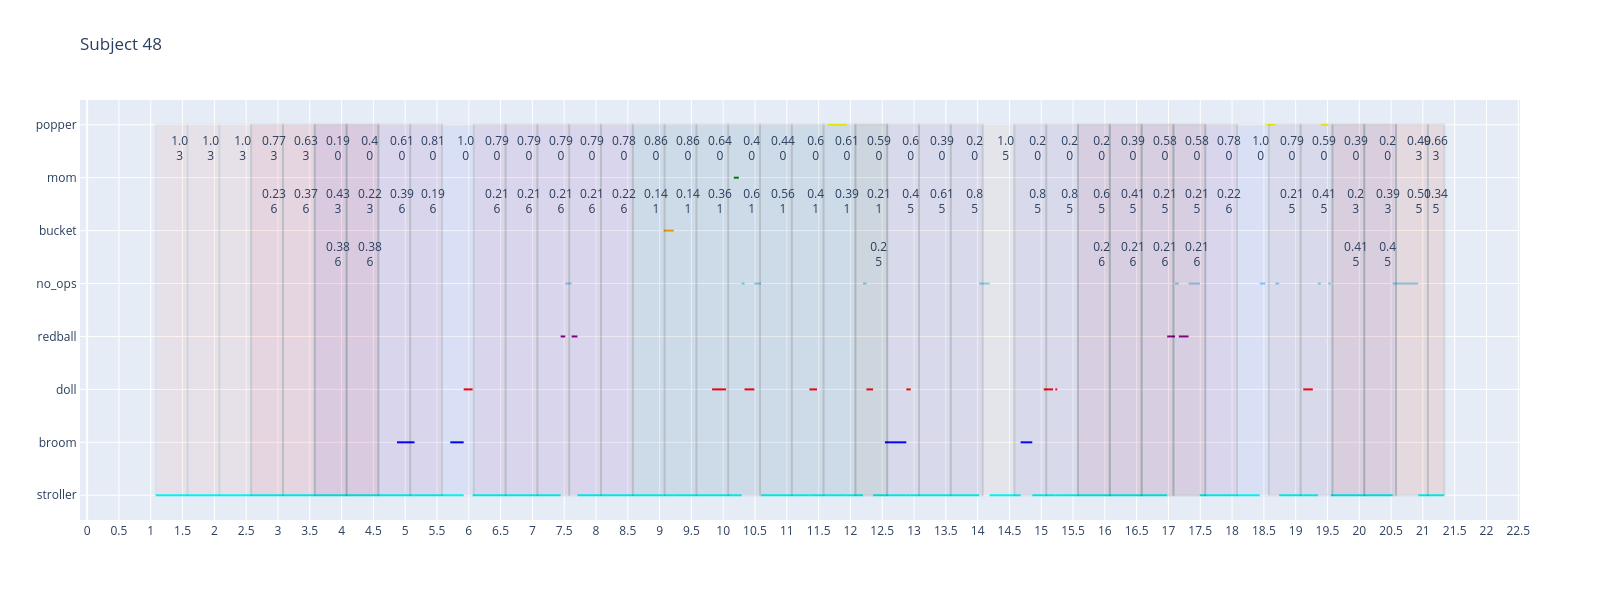 Subject 48
popper
1.0 1.0 1.0 0.77 0.63 0.19 0.4 0.61 0.81 1.0 0.79 0.79 0.79 0.79 0.78 0.86 0.86 0.64 0.4 0.44 0.6 0.61 0.59 0.6 0.39 0.2 1.0 0.2 0.2 0.2 0.39 0.58 0.58 0.78 1.0 0.79 0.59 0.39 0.2 0.49 0.66
3 3 3 3 3 0 0 0 0 0 0 0 0 0 0 0 0 0 0 0 0 0 0 0 0 0 5 0 0 0 0 0 0 0 0 0 0 0 0 3 3
mom
0.23 0.37 0.43 0.22 0.39 0.19 0.21 0.21 0.21 0.21 0.22 0.14 0.14 0.36 0.6 0.56 0.4 0.39 0.21 0.4 0.61 0.8 0.8 0.8 0.6 0.41 0.21 0.21 0.22 0.21 0.41 0.2 0.39 0.51 0.34
6 6 3 3 6 6 6 6 6 6 6 1 1 1 1 1 1 1 1 5 5 5 5 5 5 5 5 5 6 5 5 3 3 5 5
bucket
0.38 0.38 0.2 0.2 0.21 0.21 0.21 0.41 0.4
6 6 5 6 6 6 6 5 5
no_ops
redball
doll
broom
stroller
0 0.5 1 1.5 2 2.5 3 3.5 4 4.5 5 5.5 6 6.5 7 7.5 8 8.5 9 9.5 10 10.5 11 11.5 12 12.5 13 13.5 14 14.5 15 15.5 16 16.5 17 17.5 18 18.5 19 19.5 20 20.5 21 21.5 22 22.5